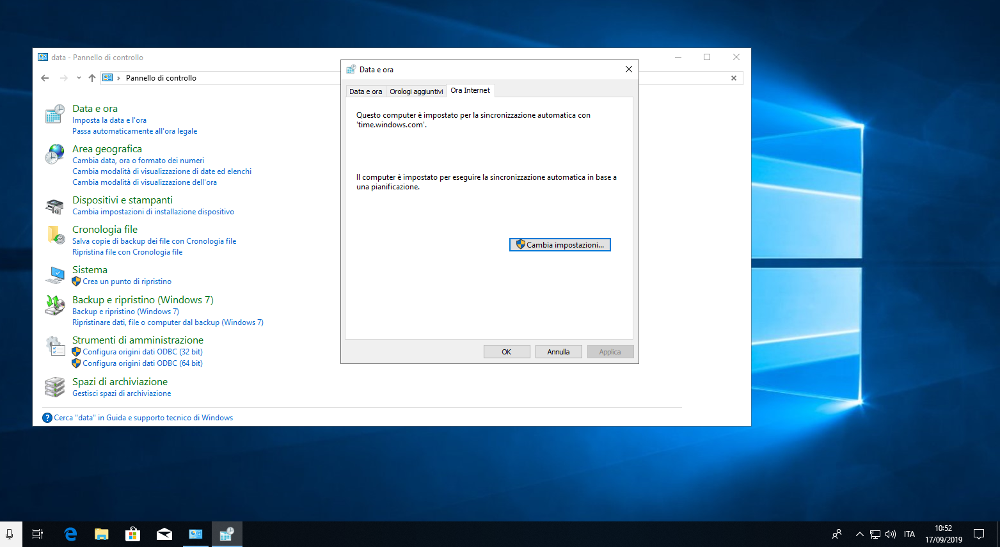 data - Pannello di controllo
Pannello di controllo
Data e ora
Imposta la data e l'ora
Passa automaticamente all'ora legale
Area geografica
Cambia data, ora o formato dei numeri
Cambia modalità di visualizzazione di date ed elenchi
Cambia modalità di visualizzazione dell'ora
Dispositivi e stampanti
Cambia impostazioni di installazione dispositivo
Cronologia file
Salva copie di backup dei file con Cronologia file
Ripristina file con Cronologia file
Sistema
Crea un punto di ripristino
Backup e ripristino (Windows 7)
Backup e ripristino (Windows 7)
Ripristinare dati, file o computer dal backup (Windows 7)
Strumenti di amministrazione
Configura origini dati ODBC (32 bit)
Configura origini dati ODBC (64 bit)
Spazi di archiviazione
Gestisci spazi di archiviazione
Cerca "data" in Guida e supporto tecnico di Windows
Data e ora
Data e ora
Orologi aggiuntivi
Ora Internet
Questo computer è impostato per la sincronizzazione automatica con
'time.windows.com'.
Il computer è impostato per eseguire la sincronizzazione automatica in base a
una pianificazione.
Cambia impostazioni...
OK
Annulla
Applica
ITA
10:52
17/09/2019